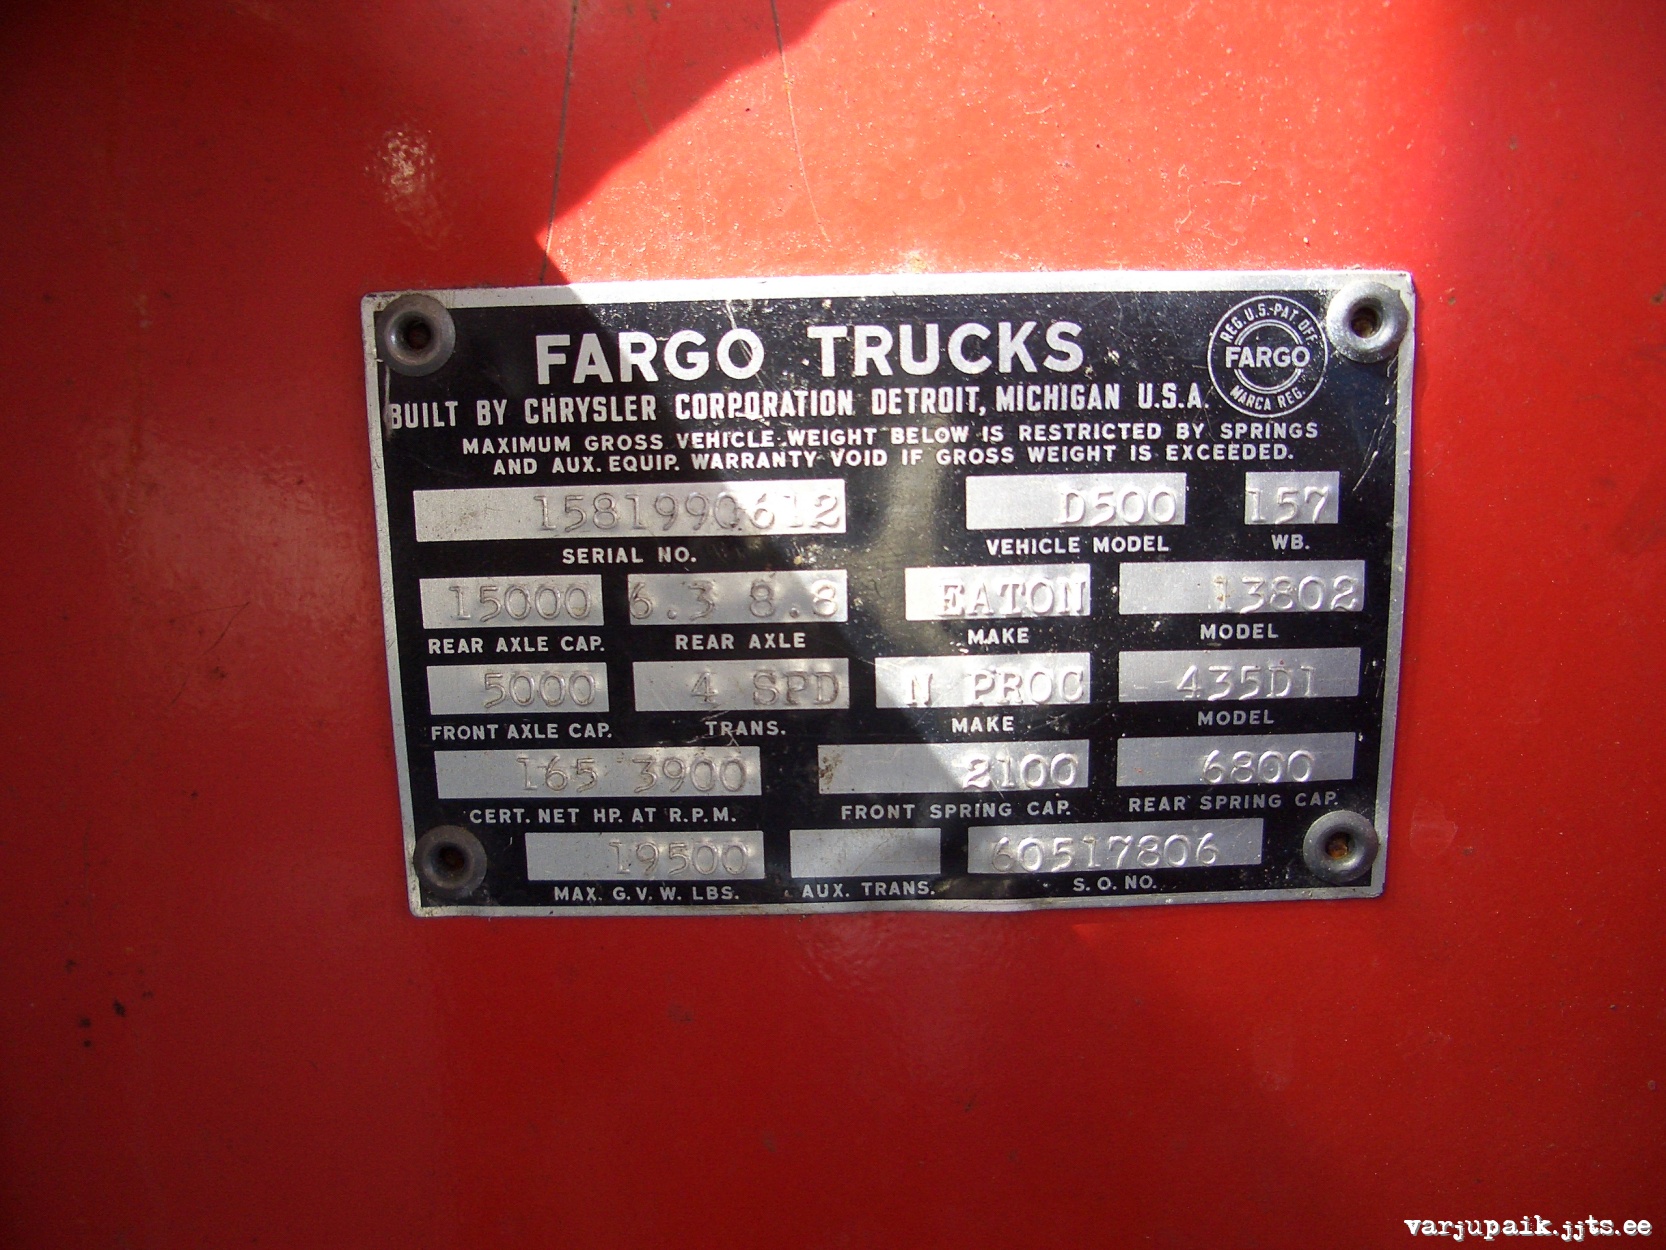 FARGO TRUCKS
REG. U.S. PAT. OFF.
FARGO
MARCA REG.
BUILT BY CHRYSLER CORPORATION DETROIT, MICHIGAN U.S.A.
MAXIMUM GROSS VEHICLE WEIGHT BELOW IS RESTRICTED BY SPRINGS
AND AUX. EQUIP. WARRANTY VOID IF GROSS WEIGHT IS EXCEEDED.
1581990612 D500 157
SERIAL NO. VEHICLE MODEL WB.
15000 6.3 8.8 EATON 13802
REAR AXLE CAP. REAR AXLE MAKE MODEL
5000 4 SPD N PROC 435D1
FRONT AXLE CAP. TRANS. MAKE MODEL
165 3900 2100 6800
CERT. NET HP. AT R.P.M. FRONT SPRING CAP. REAR SPRING CAP.
19500 60517806
MAX. G.V.W. LBS. AUX. TRANS. S.O. NO.
varjupaik.jjts.ee